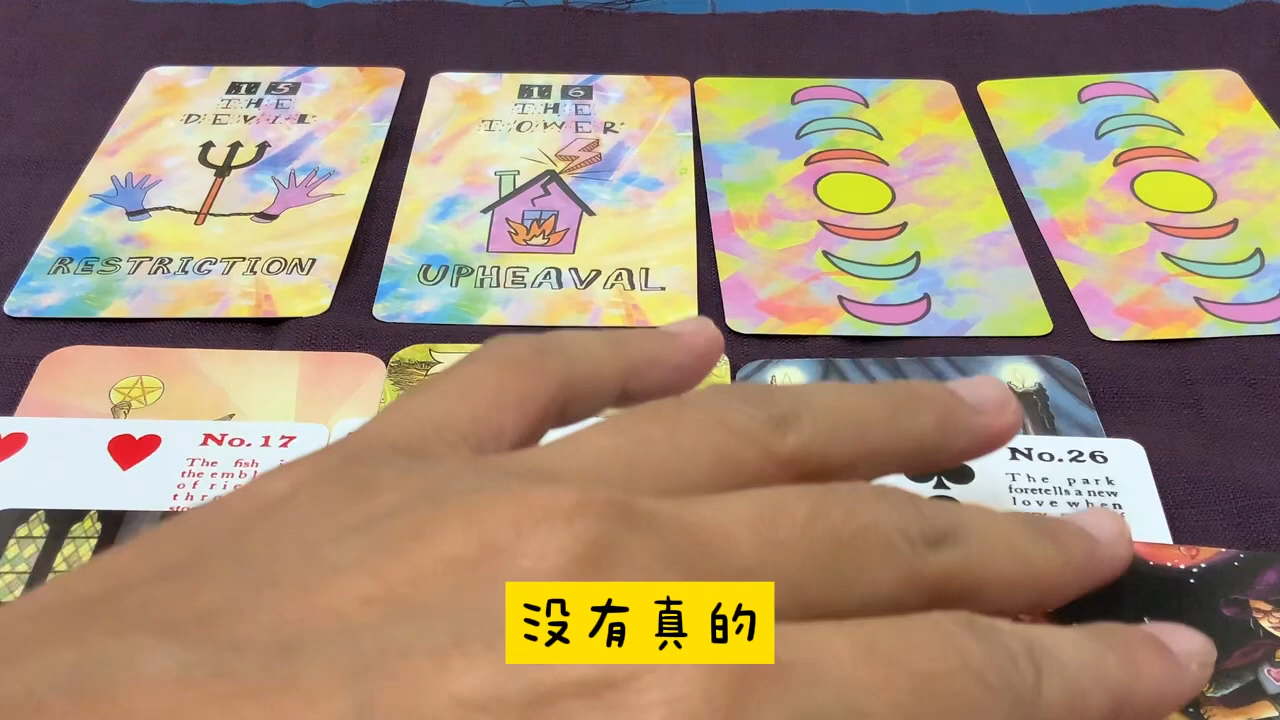 15
THE
DEVIL
RESTRICTION
16
THE
TOWER
UPHEAVAL
No. 17
The fish
the emb
of ri
thr
No. 26
The park
foretells a new
love when
没有真的